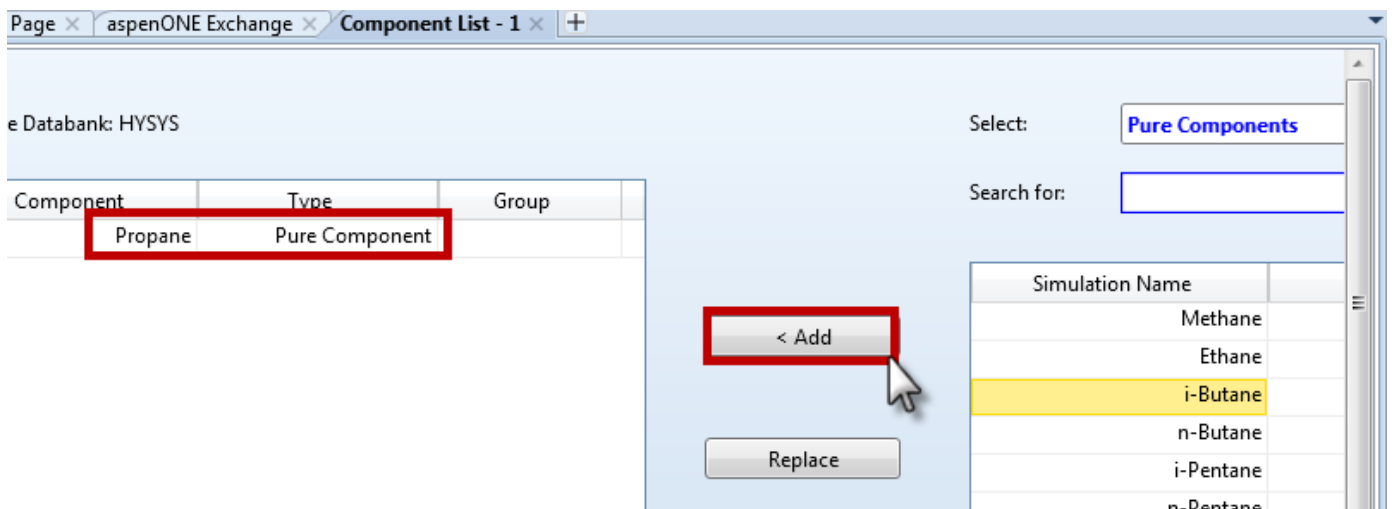 Page aspenONE Exchange Component List - 1
e Databank: HYSYS
Select: Pure Components
Search for:
Component Type Group
Propane Pure Component
Simulation Name
Methane
< Add
Ethane
i-Butane
n-Butane
Replace
i-Pentane
n-Pentane